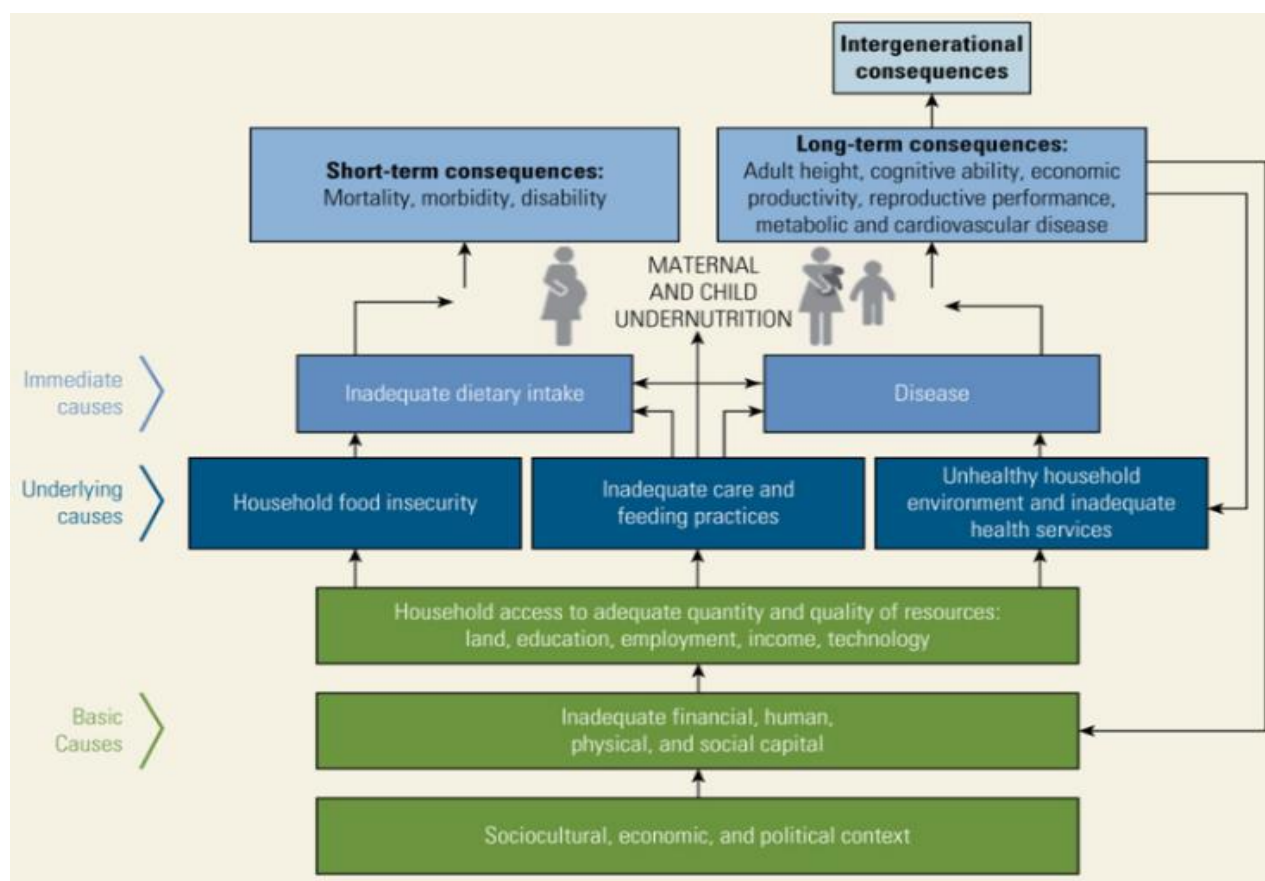 Intergenerational
consequences
Short-term consequences:
Mortality, morbidity, disability
Long-term consequences:
Adult height, cognitive ability, economic
productivity, reproductive performance,
metabolic and cardiovascular disease
MATERNAL
AND CHILD
UNDERNUTRITION
Immediate
causes
Inadequate dietary intake
Disease
Underlying
causes
Household food insecurity
Inadequate care and
feeding practices
Unhealthy household
environment and inadequate
health services
Household access to adequate quantity and quality of resources:
land, education, employment, income, technology
Basic
Causes
Inadequate financial, human,
physical, and social capital
Sociocultural, economic, and political context